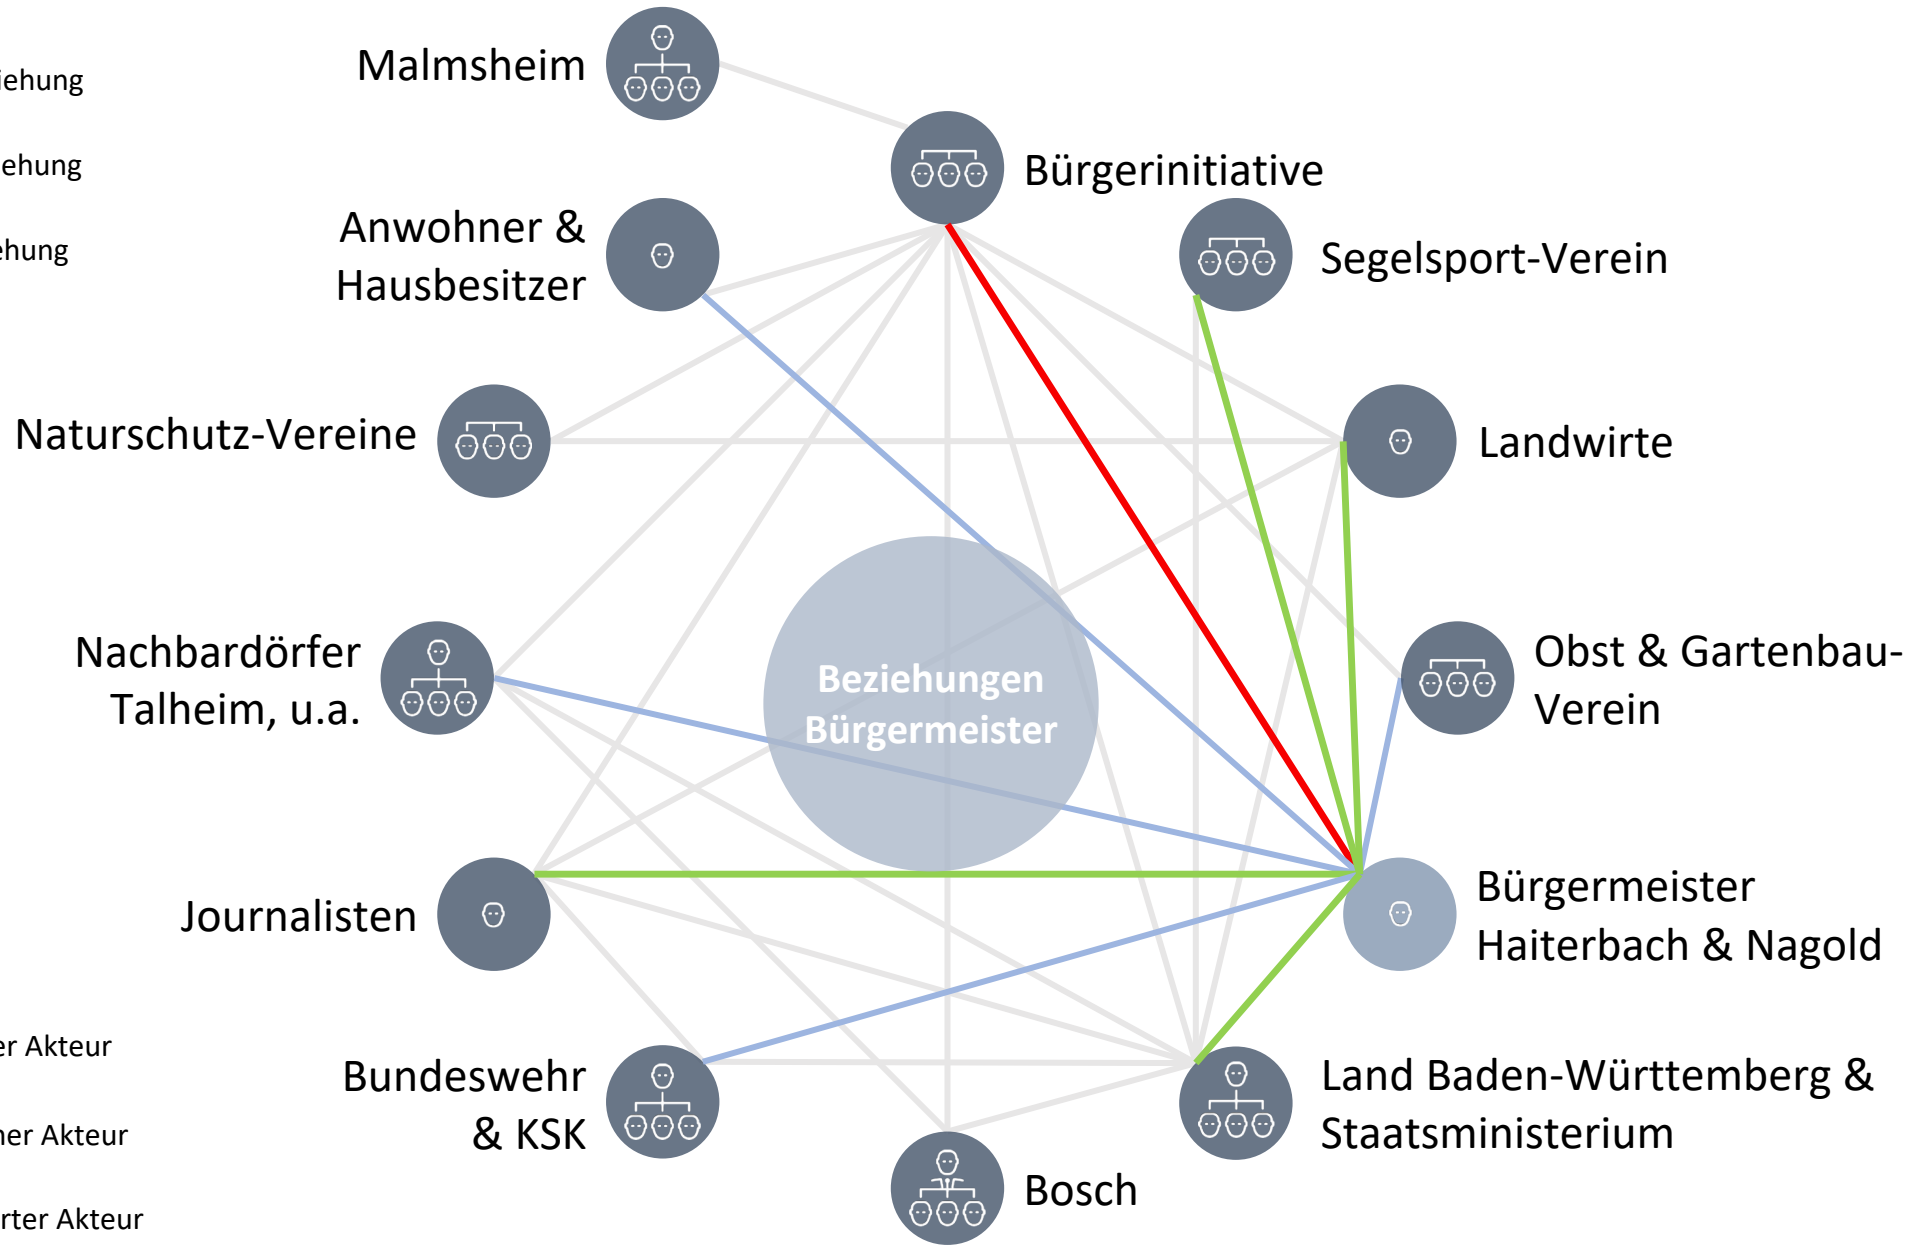 Malmsheim
iehung
Bürgerinitiative
ehung
Anwohner &
Hausbesitzer
Segelsport-Verein
ehung
Naturschutz-Vereine
Landwirte
Nachbardörfer
Talheim, u.a.
Beziehungen
Bürgermeister
Obst & Gartenbau-
Verein
Journalisten
Bürgermeister
Haiterbach & Nagold
er Akteur
Bundeswehr
& KSK
Land Baden-Württemberg &
Staatsministerium
ner Akteur
Bosch
rter Akteur